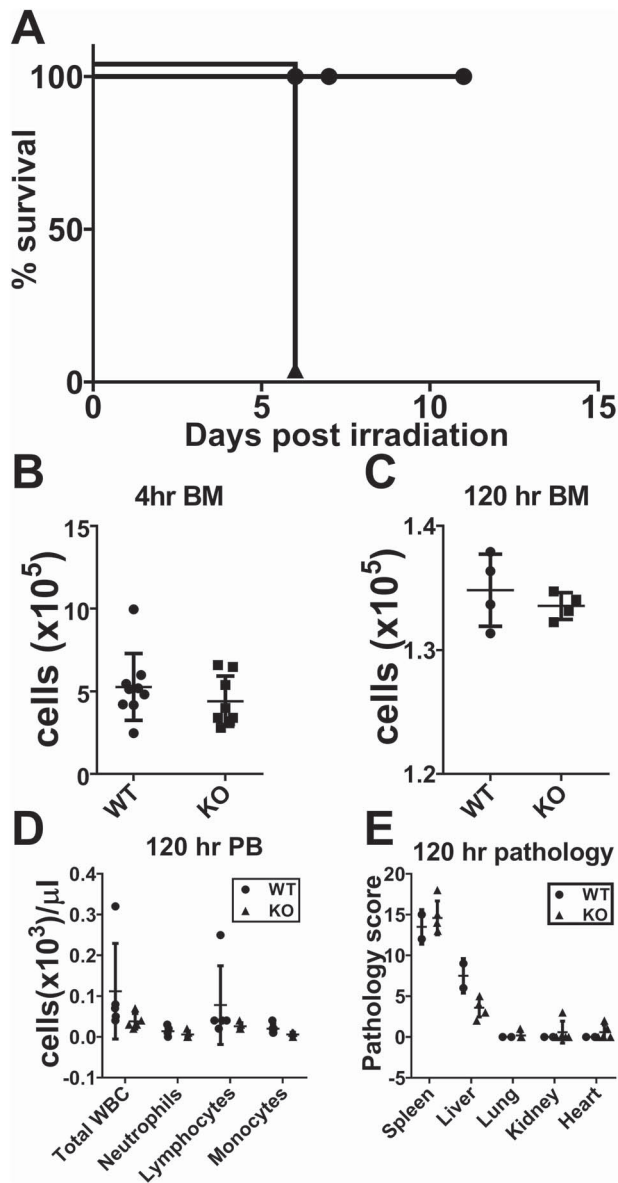 A
100
50
0
% survival
0
5
10
15
Days post irradiation
B
4hr BM
15
10
5
0
cells (x10⁵)
WT
KO
C
120 hr BM
1.4
1.3
1.2
cells (x10⁵)
WT
KO
D
120 hr PB
0.4
0.3
0.2
0.1
0.0
-0.1
cells(x10³)/µl
WT
KO
Total WBC
Neutrophils
Lymphocytes
Monocytes
E
120 hr pathology
20
15
10
5
0
-5
Pathology score
WT
KO
Spleen
Liver
Lung
Kidney
Heart